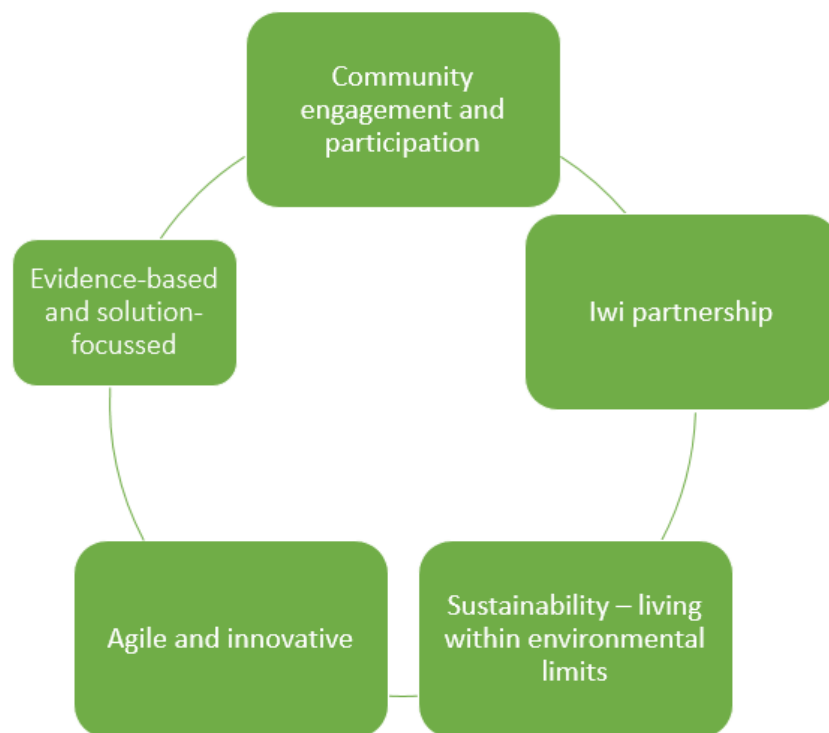 Community
engagement and
participation
Iwi partnership
Sustainability – living
within environmental
limits
Agile and innovative
Evidence-based
and solution-
focussed